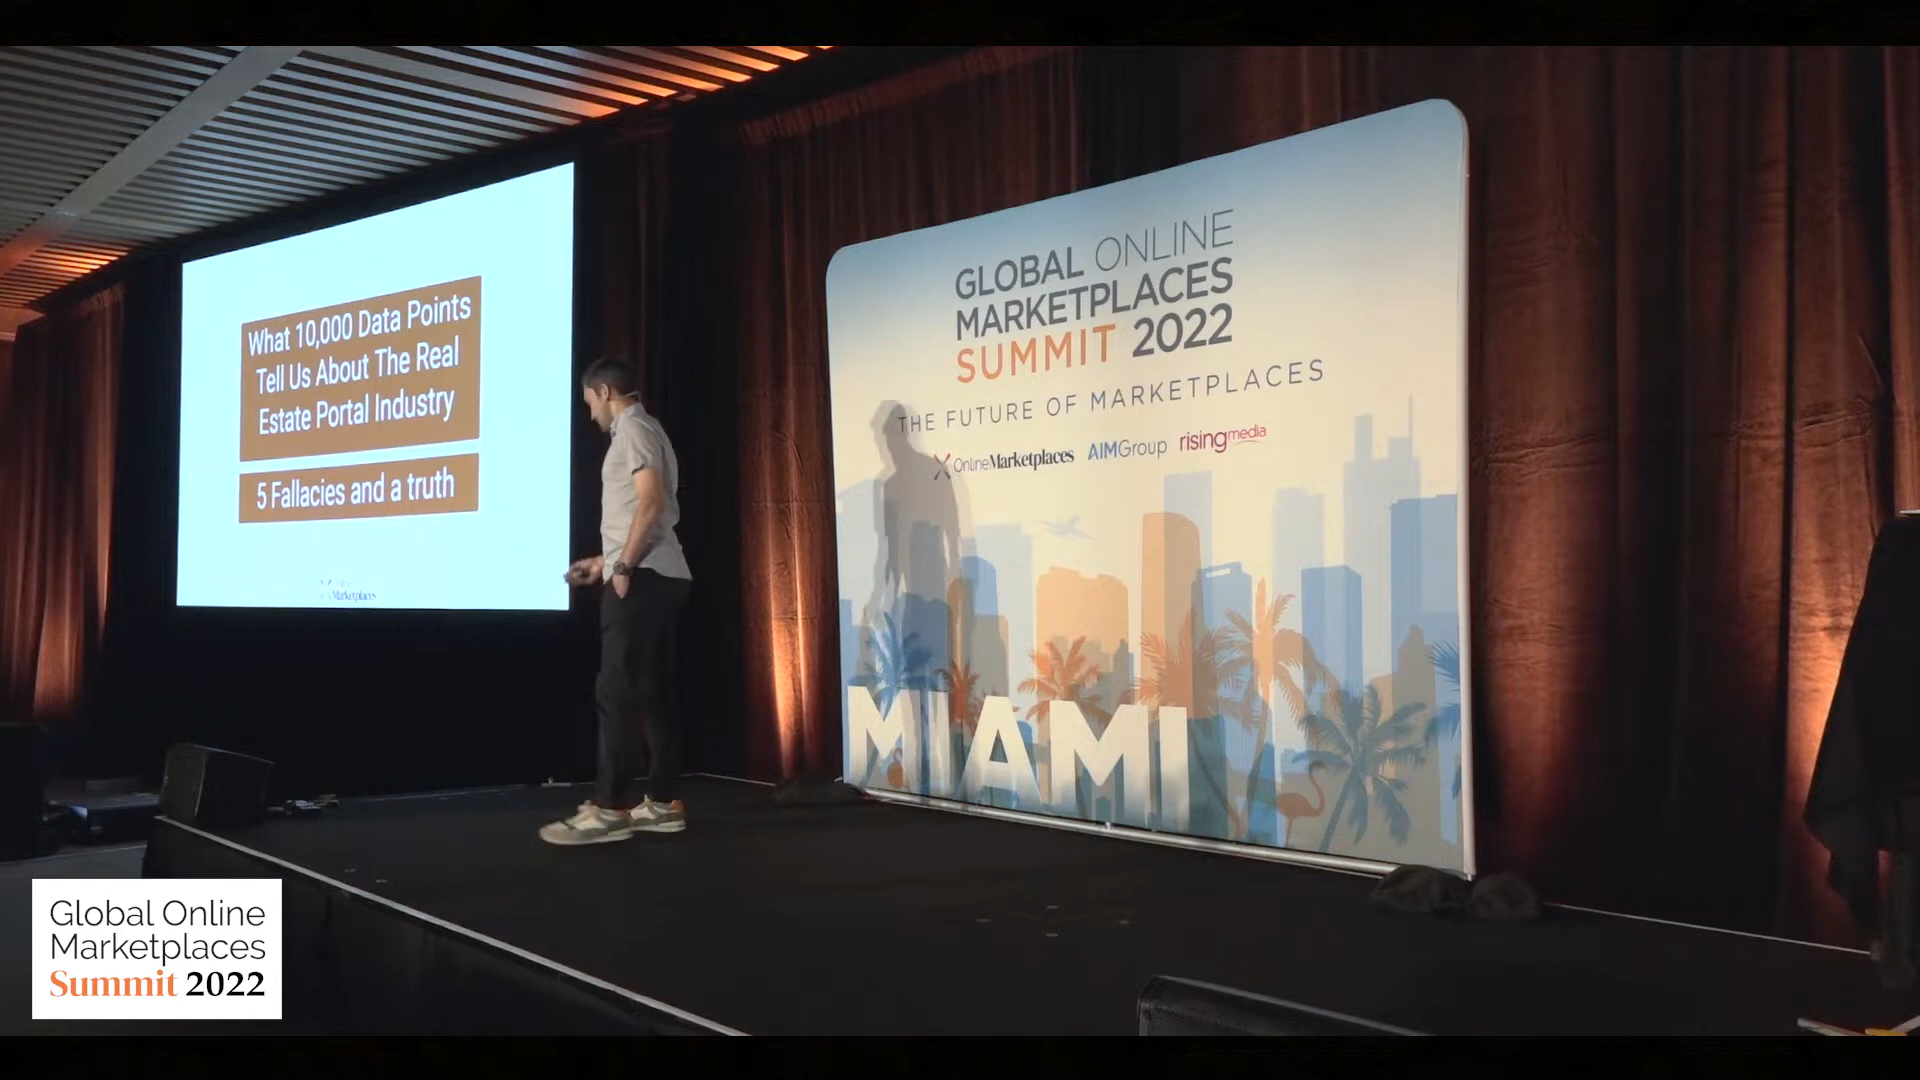 What 10,000 Data Points
Tell Us About The Real
Estate Portal Industry
5 Fallacies and a truth
Marketplaces
GLOBAL ONLINE
MARKETPLACES
SUMMIT 2022
THE FUTURE OF MARKETPLACES
OnlineMarketplaces AIMGroup risingmedia
MIAMI
Global Online
Marketplaces
Summit 2022